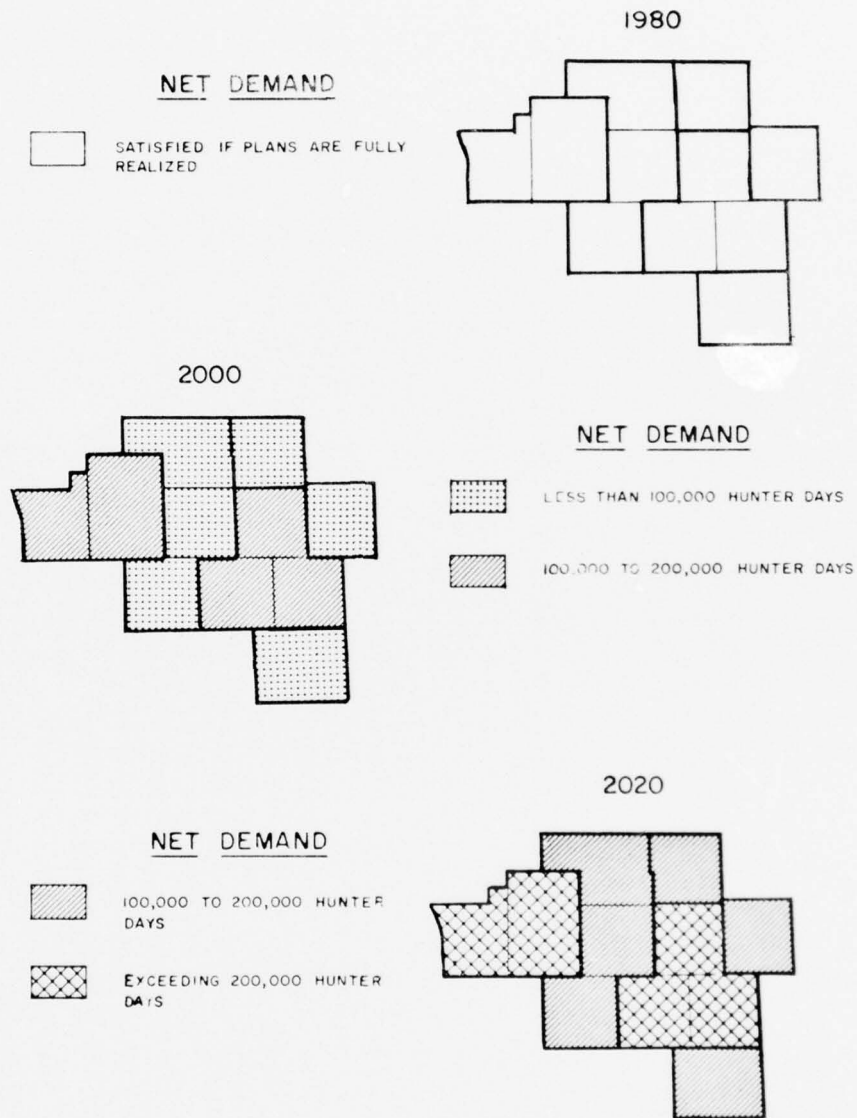 1980
NET DEMAND
SATISFIED IF PLANS ARE FULLY
REALIZED
2000
NET DEMAND
LESS THAN 100,000 HUNTER DAYS
100,000 TO 200,000 HUNTER DAYS
2020
NET DEMAND
100,000 TO 200,000 HUNTER
DAYS
EXCEEDING 200,000 HUNTER
DAYS